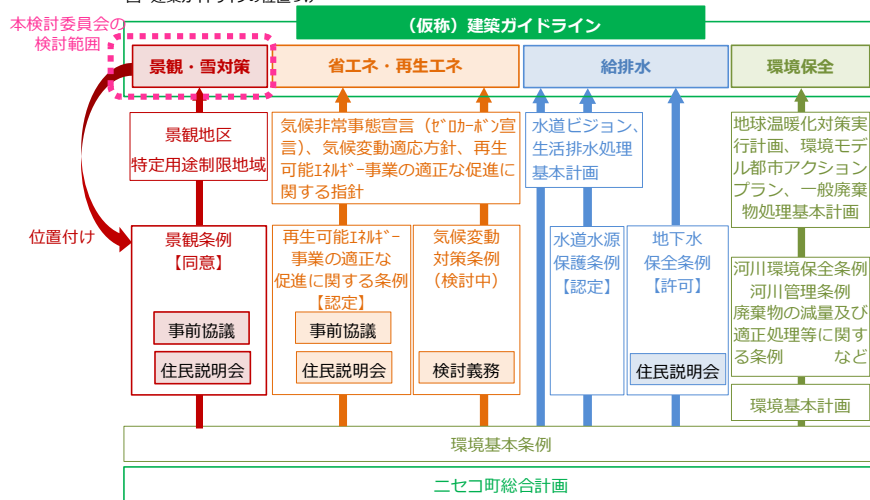 （仮称）建築ガイドライン
本検討委員会の
検討範囲
景観・雪対策
省エネ・再生エネ
給排水
環境保全
景観地区
特定用途制限地域
気候非常事態宣言（ｾﾞﾛｶｰﾎﾞﾝ宣
言）、気候変動適応方針、再生
可能ｴﾈﾙｷﾞｰ事業の適正な促進に
関する指針
水道ビジョン、
生活排水処理
基本計画
地球温暖化対策実
行計画、環境モデ
ル都市アクション
プラン、一般廃棄
物処理基本計画
位置付け
景観条例
【同意】
事前協議
住民説明会
再生可能ｴﾈﾙｷﾞｰ
事業の適正な
促進に関する条例
【認定】
事前協議
住民説明会
気候変動
対策条例
（検討中）
検討義務
水道水源
保護条例
【認定】
地下水
保全条例
【許可】
住民説明会
河川環境保全条例
河川管理条例
廃棄物の減量及び
適正処理等に関す
る条例　　など
環境基本計画
環境基本条例
ニセコ町総合計画